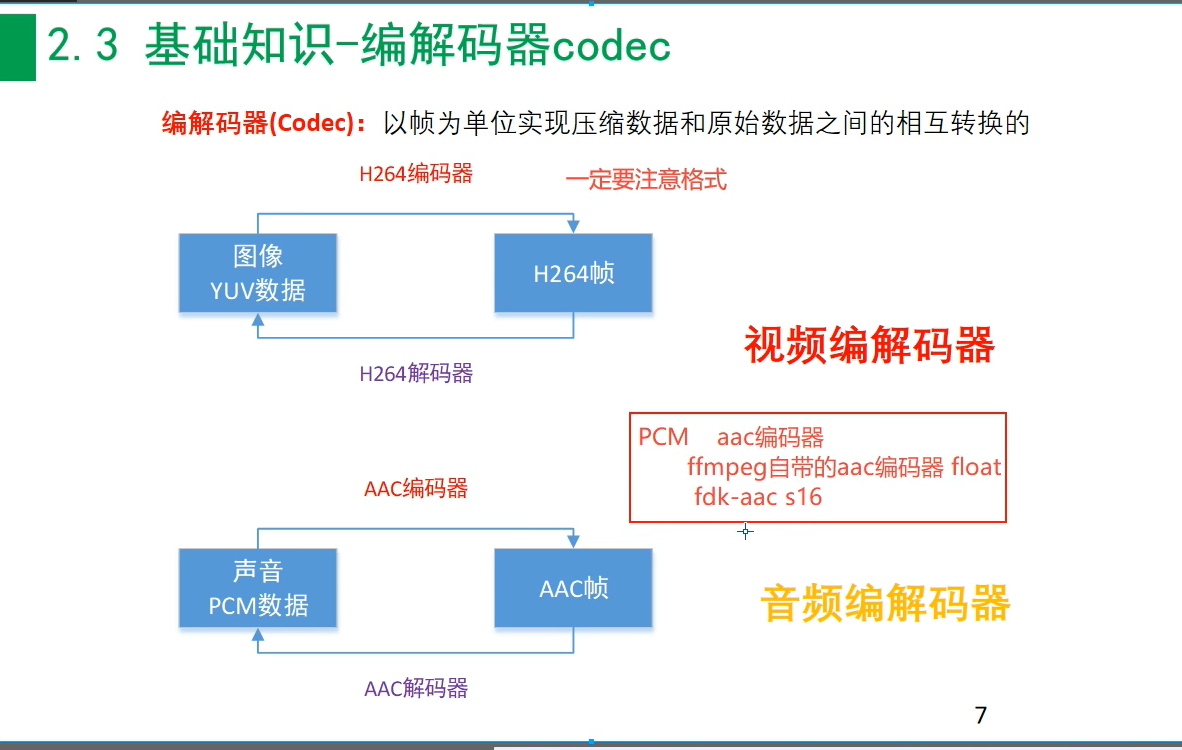 2.3 基础知识-编解码器codec
编解码器(Codec)：以帧为单位实现压缩数据和原始数据之间的相互转换的
H264编码器
一定要注意格式
图像
YUV数据
H264帧
视频编解码器
H264解码器
PCM aac编码器
ffmpeg自带的aac编码器 float
fdk-aac s16
AAC编码器
声音
PCM数据
AAC帧
音频编解码器
AAC解码器
7